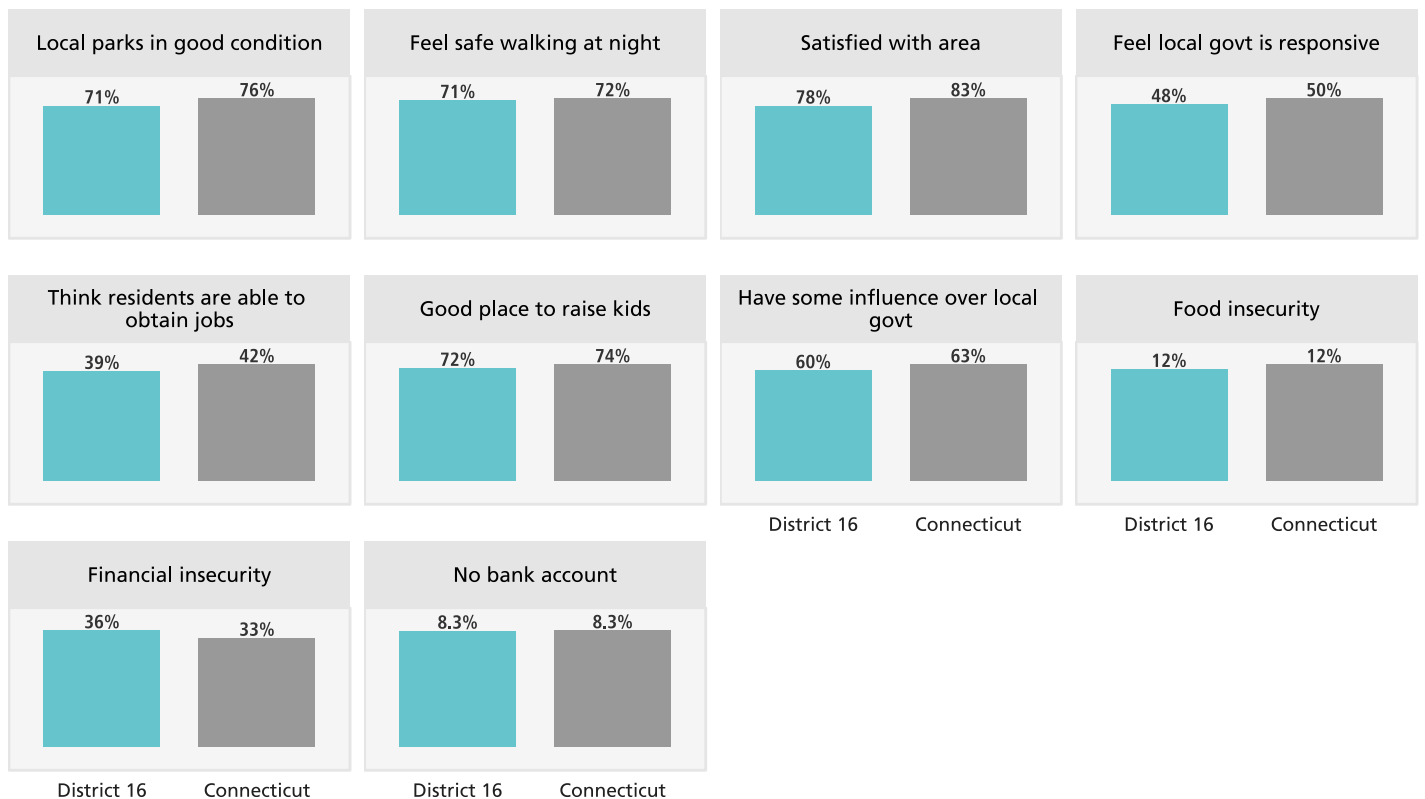 Local parks in good condition
71%
76%
Feel safe walking at night
71%
72%
Satisfied with area
78%
83%
Feel local govt is responsive
48%
50%
Think residents are able to
obtain jobs
39%
42%
Good place to raise kids
72%
74%
Have some influence over local
govt
60%
63%
District 16
Connecticut
Food insecurity
12%
12%
District 16
Connecticut
Financial insecurity
36%
33%
District 16
Connecticut
No bank account
8.3%
8.3%
District 16
Connecticut